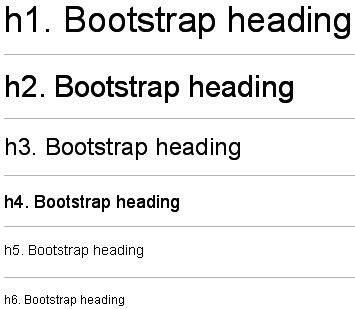 h1. Bootstrap heading
h2. Bootstrap heading
h3. Bootstrap heading
h4. Bootstrap heading
h5. Bootstrap heading
h6. Bootstrap heading